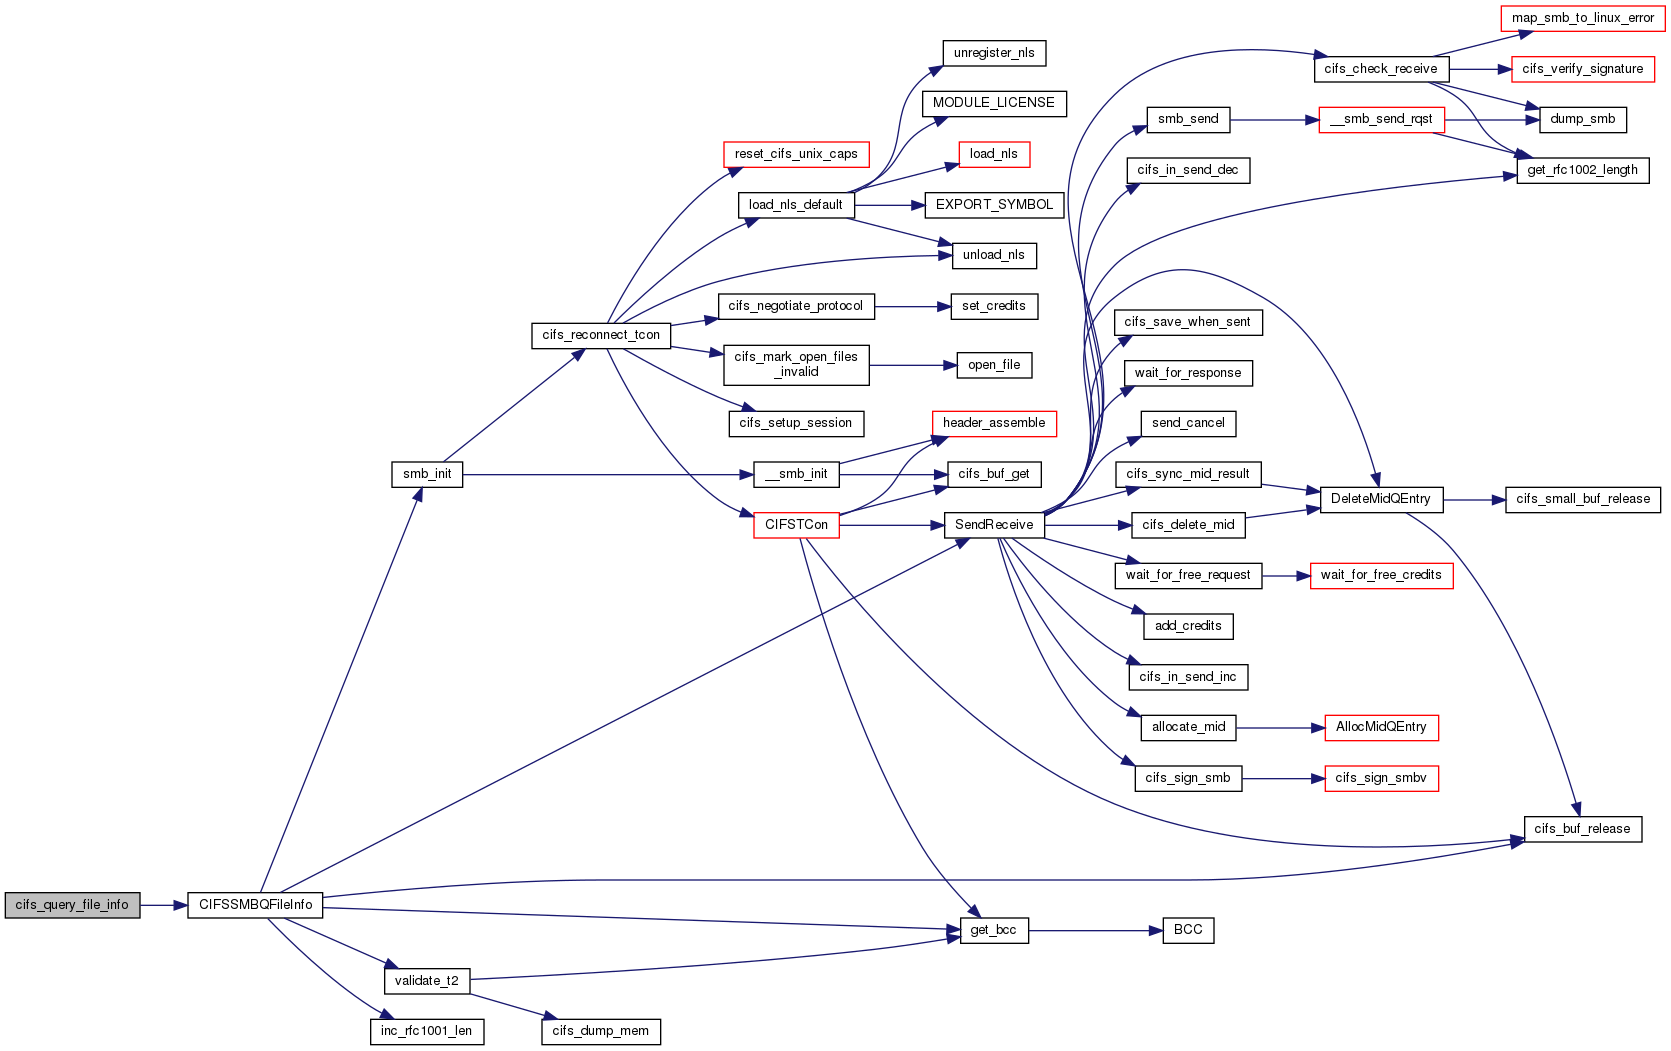 map_smb_to_linux_error
unregister_nls
cifs_check_receive
cifs_verify_signature
MODULE_LICENSE
smb_send
__smb_send_rqst
dump_smb
reset_cifs_unix_caps
load_nls
cifs_in_send_dec
get_rfc1002_length
load_nls_default
EXPORT_SYMBOL
unload_nls
cifs_negotiate_protocol
set_credits
cifs_save_when_sent
cifs_reconnect_tcon
cifs_mark_open_files
_invalid
open_file
wait_for_response
cifs_setup_session
header_assemble
send_cancel
smb_init
__smb_init
cifs_buf_get
cifs_sync_mid_result
DeleteMidQEntry
cifs_small_buf_release
CIFSTCon
SendReceive
cifs_delete_mid
wait_for_free_request
wait_for_free_credits
add_credits
cifs_in_send_inc
allocate_mid
AllocMidQEntry
cifs_sign_smb
cifs_sign_smbv
cifs_buf_release
cifs_query_file_info
CIFSSMBQFileInfo
get_bcc
BCC
validate_t2
inc_rfc1001_len
cifs_dump_mem